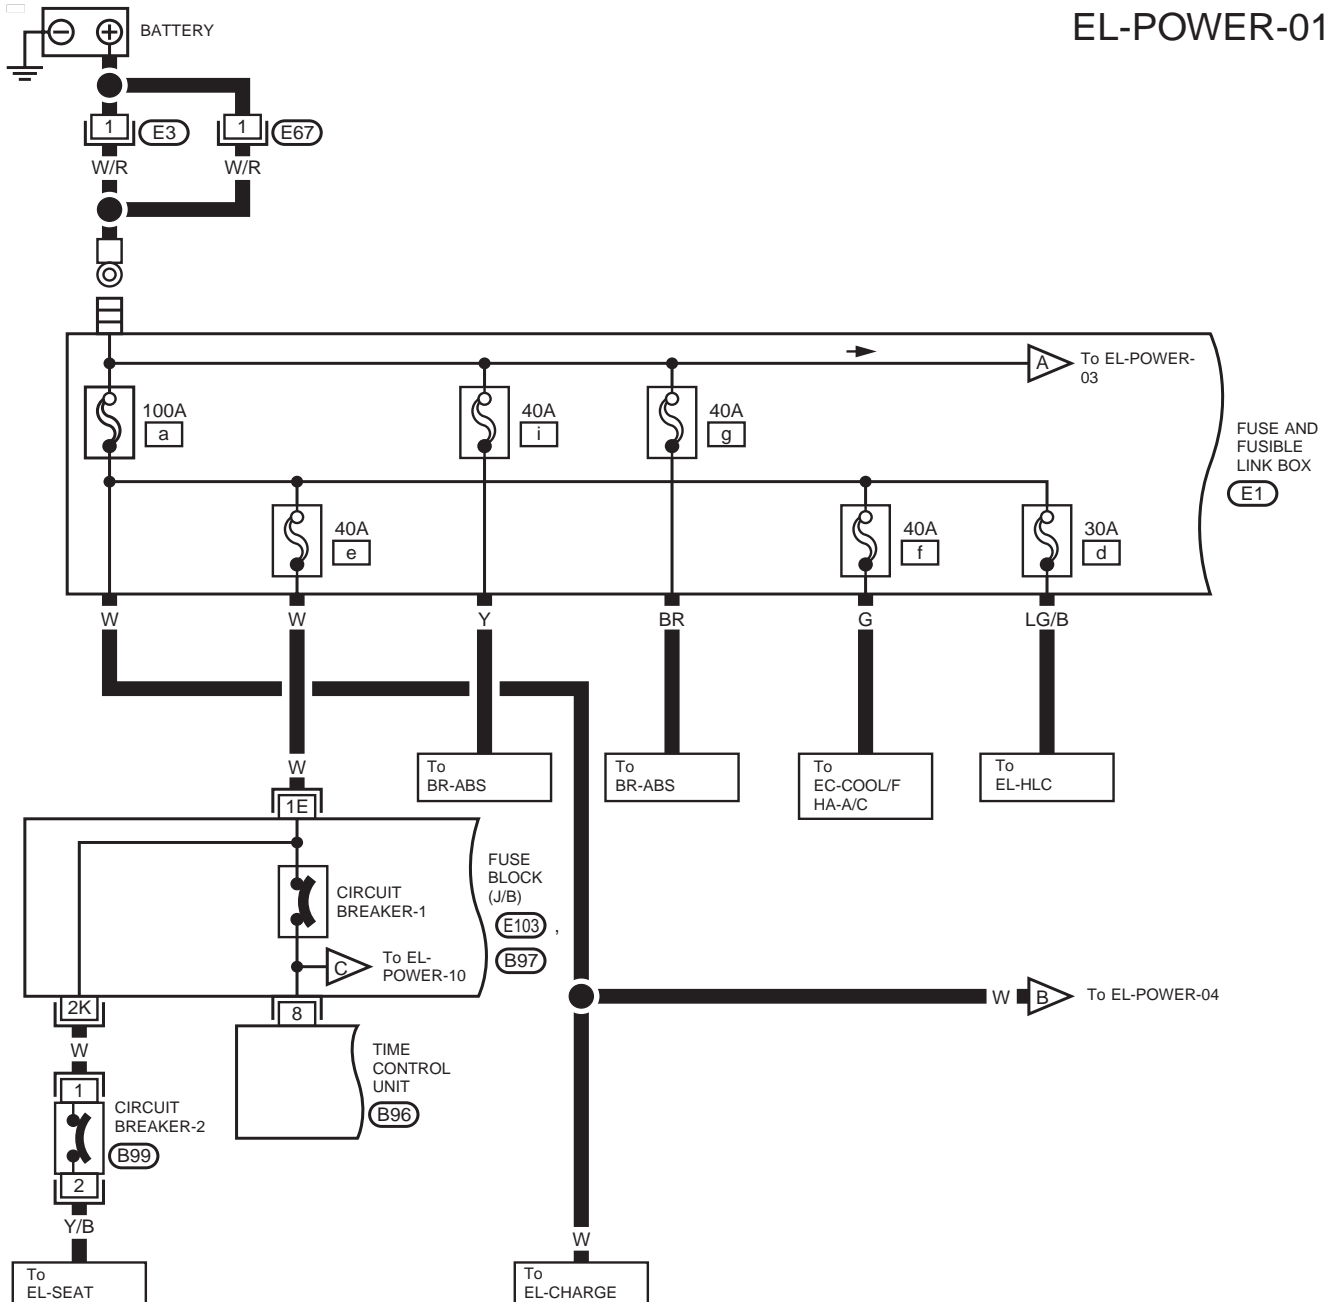 EL-POWER-01
BATTERY
1 E3 1 E67
W/R W/R
A To EL-POWER-
03
100A 40A 40A
a i g
FUSE AND
FUSIBLE
LINK BOX
E1
40A 40A 30A
e f d
W W Y BR G LG/B
W
To
BR-ABS
To
BR-ABS
To
EC-COOL/F
HA-A/C
To
EL-HLC
1E
FUSE
BLOCK
(J/B)
E103 ,
B97
CIRCUIT
BREAKER-1
C To EL-
POWER-10
2K 8
W B To EL-POWER-04
W
TIME
CONTROL
UNIT
B96
1
CIRCUIT
BREAKER-2
B99
2
Y/B
W
To
EL-SEAT
To
EL-CHARGE